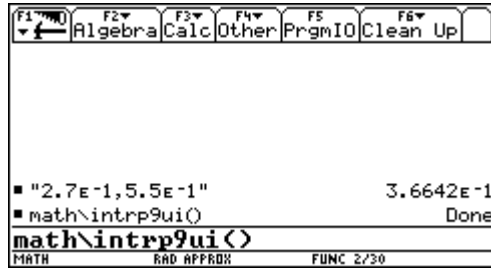 F1 F2 Algebra F3 Calc F4 Other F5 PrgmIO F6 Clean Up
"2.7ᴇ⁻1,5.5ᴇ⁻1" 3.6642ᴇ⁻1
math\intrp9ui() Done
math\intrp9ui()
MATH RAD APPROX FUNC 2/30